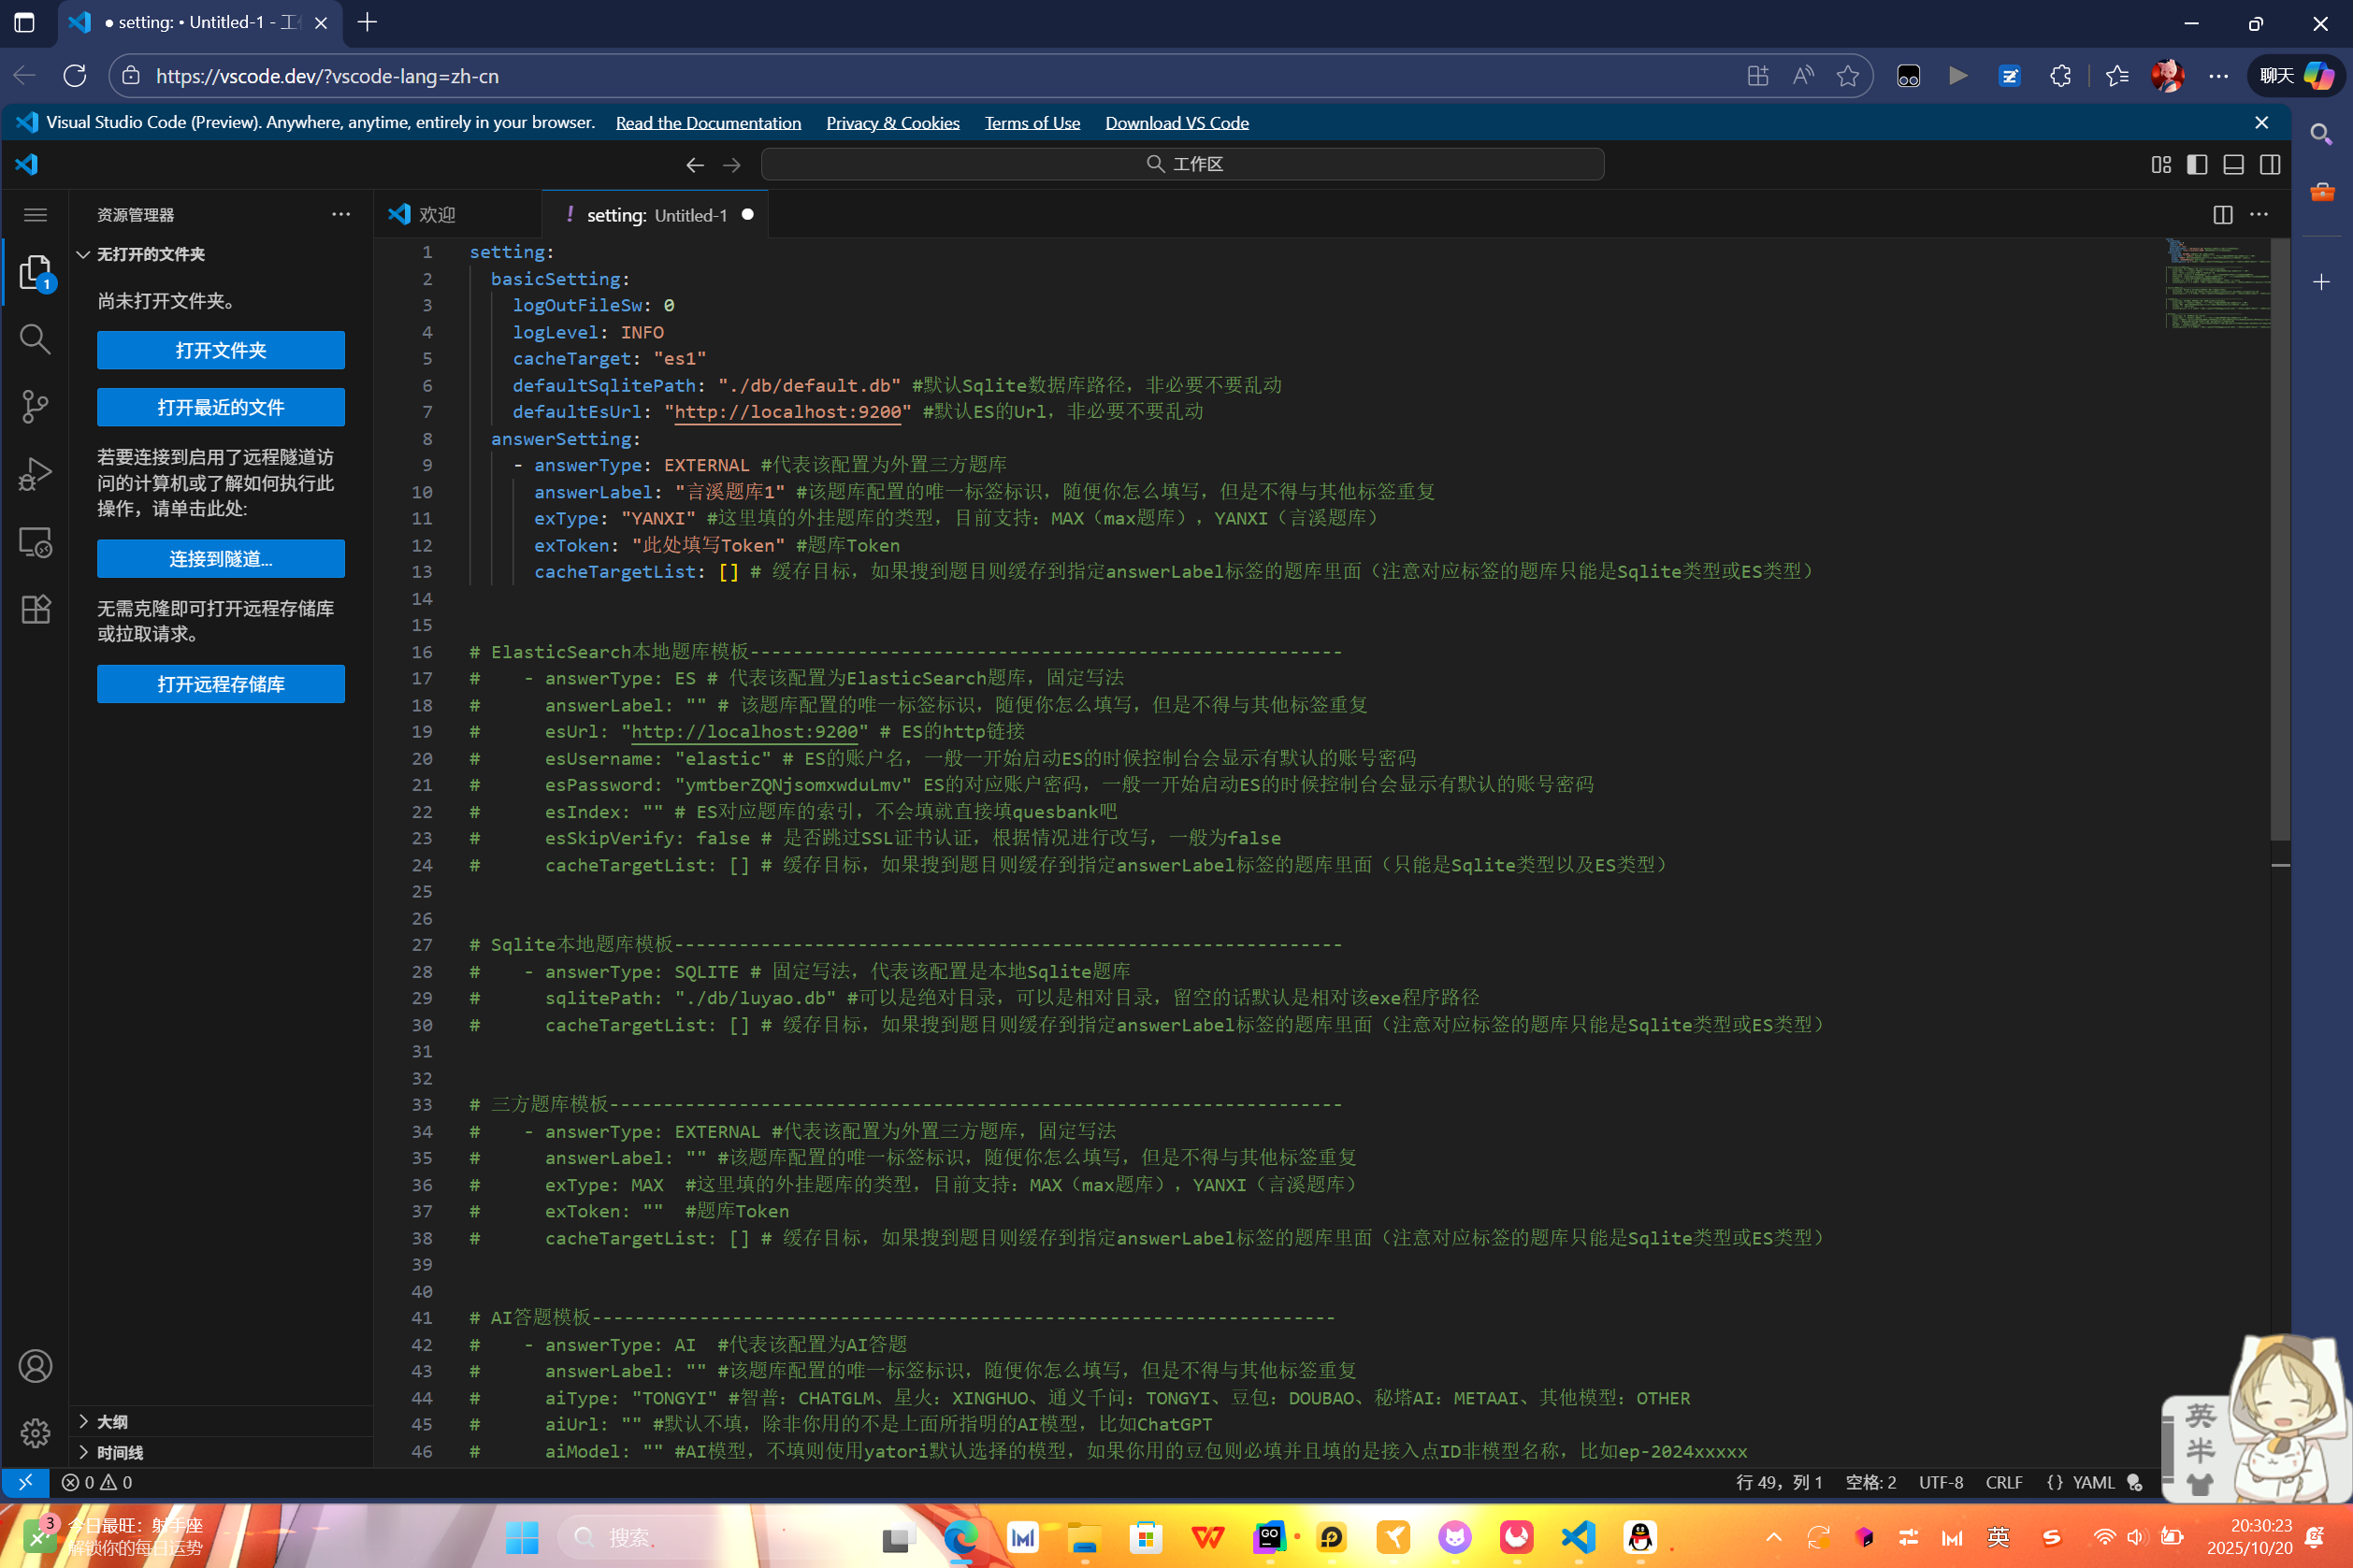 setting: • Untitled-1 - 工
https://vscode.dev/?vscode-lang=zh-cn
聊天
Visual Studio Code (Preview). Anywhere, anytime, entirely in your browser. Read the Documentation Privacy & Cookies Terms of Use Download VS Code
工作区
资源管理器
欢迎
! setting: Untitled-1
无打开的文件夹
尚未打开文件夹。
打开文件夹
打开最近的文件
若要连接到启用了远程隧道访
问的计算机或了解如何执行此
操作，请单击此处:
连接到隧道...
无需克隆即可打开远程存储库
或拉取请求。
打开远程存储库
1
大纲
时间线
1 setting:
2 basicSetting:
3 logOutFileSw: 0
4 logLevel: INFO
5 cacheTarget: "es1"
6 defaultSqlitePath: "./db/default.db" #默认Sqlite数据库路径，非必要不要乱动
7 defaultEsUrl: "http://localhost:9200" #默认ES的Url，非必要不要乱动
8 answerSetting:
9 - answerType: EXTERNAL #代表该配置为外置三方题库
10 answerLabel: "言溪题库1" #该题库配置的唯一标签标识，随便你怎么填写，但是不得与其他标签重复
11 exType: "YANXI" #这里填的外挂题库的类型，目前支持：MAX（max题库），YANXI（言溪题库）
12 exToken: "此处填写Token" #题库Token
13 cacheTargetList: [] # 缓存目标，如果搜到题目则缓存到指定answerLabel标签的题库里面（注意对应标签的题库只能是Sqlite类型或ES类型）
14
15
16 # ElasticSearch本地题库模板-------------------------------------------------------
17 # - answerType: ES # 代表该配置为ElasticSearch题库，固定写法
18 # answerLabel: "" # 该题库配置的唯一标签标识，随便你怎么填写，但是不得与其他标签重复
19 # esUrl: "http://localhost:9200" # ES的http链接
20 # esUsername: "elastic" # ES的账户名，一般一开始启动ES的时候控制台会显示有默认的账号密码
21 # esPassword: "ymtberZQNjsomxwduLmv" ES的对应账户密码，一般一开始启动ES的时候控制台会显示有默认的账号密码
22 # esIndex: "" # ES对应题库的索引，不会填就直接填quesbank吧
23 # esSkipVerify: false # 是否跳过SSL证书认证，根据情况进行改写，一般为false
24 # cacheTargetList: [] # 缓存目标，如果搜到题目则缓存到指定answerLabel标签的题库里面（只能是Sqlite类型以及ES类型）
25
26
27 # Sqlite本地题库模板--------------------------------------------------------------
28 # - answerType: SQLITE # 固定写法，代表该配置是本地Sqlite题库
29 # sqlitePath: "./db/luyao.db" #可以是绝对目录，可以是相对目录，留空的话默认是相对该exe程序路径
30 # cacheTargetList: [] # 缓存目标，如果搜到题目则缓存到指定answerLabel标签的题库里面（注意对应标签的题库只能是Sqlite类型或ES类型）
31
32
33 # 三方题库模板--------------------------------------------------------------------
34 # - answerType: EXTERNAL #代表该配置为外置三方题库，固定写法
35 # answerLabel: "" #该题库配置的唯一标签标识，随便你怎么填写，但是不得与其他标签重复
36 # exType: MAX #这里填的外挂题库的类型，目前支持：MAX（max题库），YANXI（言溪题库）
37 # exToken: "" #题库Token
38 # cacheTargetList: [] # 缓存目标，如果搜到题目则缓存到指定answerLabel标签的题库里面（注意对应标签的题库只能是Sqlite类型或ES类型）
39
40
41 # AI答题模板---------------------------------------------------------------------
42 # - answerType: AI #代表该配置为AI答题
43 # answerLabel: "" #该题库配置的唯一标签标识，随便你怎么填写，但是不得与其他标签重复
44 # aiType: "TONGYI" #智普：CHATGLM、星火：XINGHUO、通义千问：TONGYI、豆包：DOUBAO、秘塔AI：METAAI、其他模型：OTHER
45 # aiUrl: "" #默认不填，除非你用的不是上面所指明的AI模型，比如ChatGPT
46 # aiModel: "" #AI模型，不填则使用yatori默认选择的模型，如果你用的豆包则必填并且填的是接入点ID非模型名称，比如ep-2024xxxxx
0 0
行 49，列 1 空格: 2 UTF-8 CRLF {} YAML
英
半
3
今日最旺：射手座
解锁你的每日运势
搜索
GO
英
20:30:23
2025/10/20